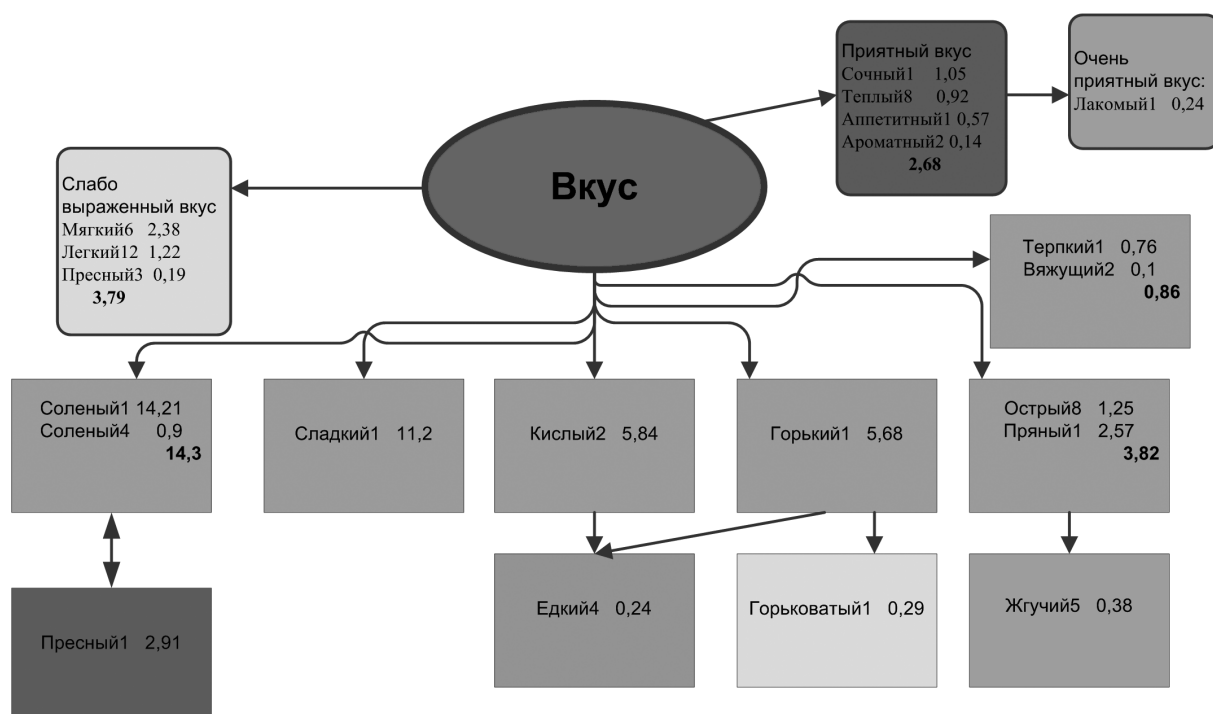 Приятный вкус
Сочный1 1,05
Теплый8 0,92
Аппетитный1 0,57
Ароматный2 0,14
2,68
Очень
приятный вкус:
Лакомый1 0,24
Вкус
Слабо
выраженный вкус
Мягкий6 2,38
Легкий12 1,22
Пресный3 0,19
3,79
Терпкий1 0,76
Вяжущий2 0,1
0,86
Соленый1 14,21
Соленый4 0,9
14,3
Сладкий1 11,2
Кислый2 5,84
Горький1 5,68
Острый8 1,25
Пряный1 2,57
3,82
Пресный1 2,91
Едкий4 0,24
Горьковатый1 0,29
Жгучий5 0,38